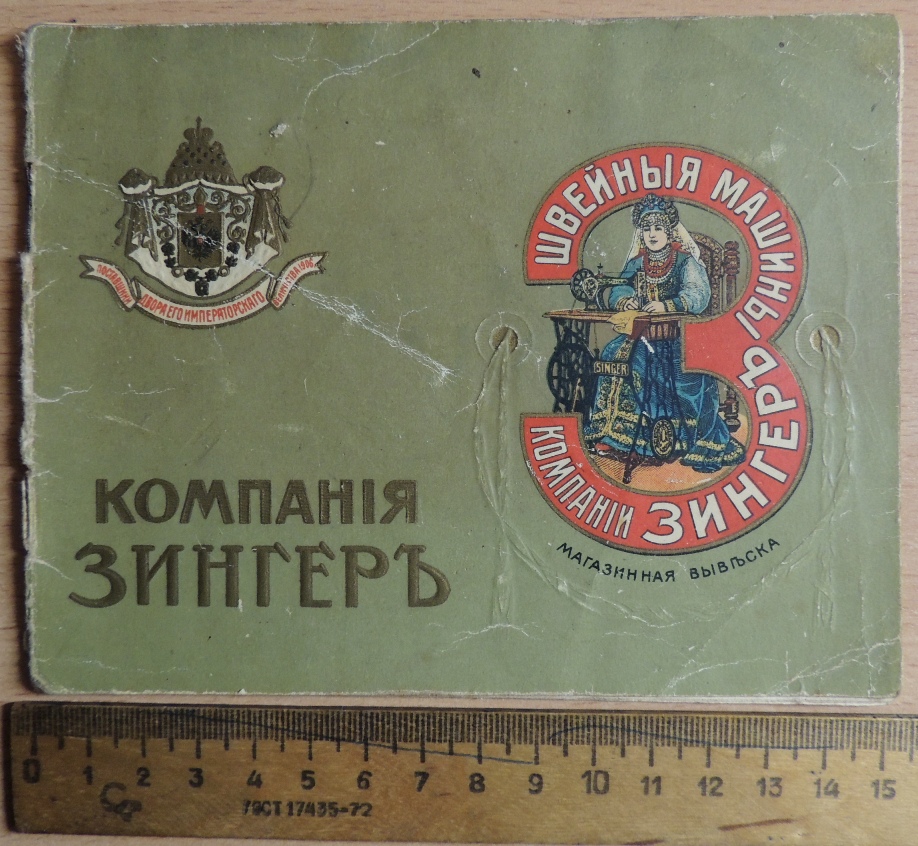 ПОСТАВЩИКИ
ДВОРА ЕГО ИМПЕРАТОРСКАГО
ШВЕЙНЫЯ МАШИНЫ
SINGER
КОМПАНІИ ЗИНГЕРЪ
МАГАЗИННАЯ ВЫВѢСКА
КОМПАНІЯ
ЗИНГЕРЪ
0 1 2 3 4 5 6 7 8 9 10 11 12 13 14 15
ГОСТ 17435-72